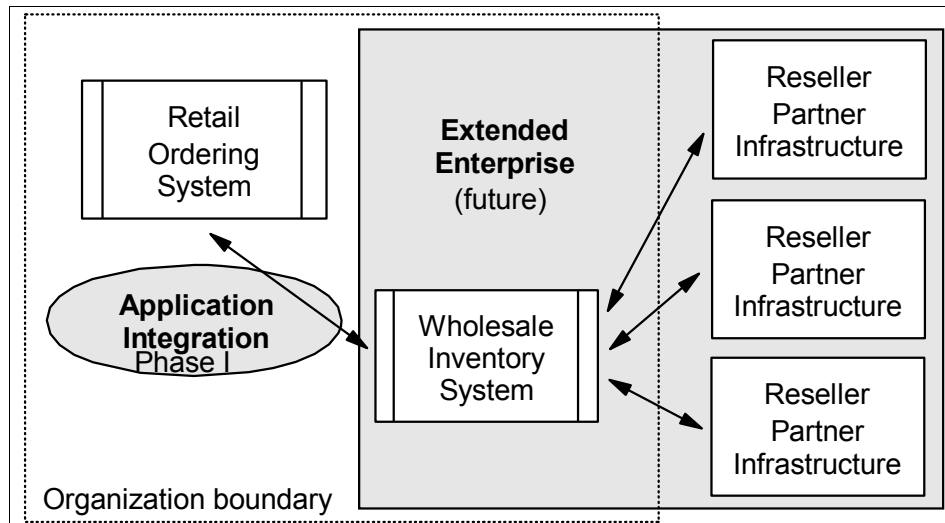 Retail
Ordering
System
Application
Integration
Phase I
Organization boundary
Extended
Enterprise
(future)
Wholesale
Inventory
System
Reseller
Partner
Infrastructure
Reseller
Partner
Infrastructure
Reseller
Partner
Infrastructure